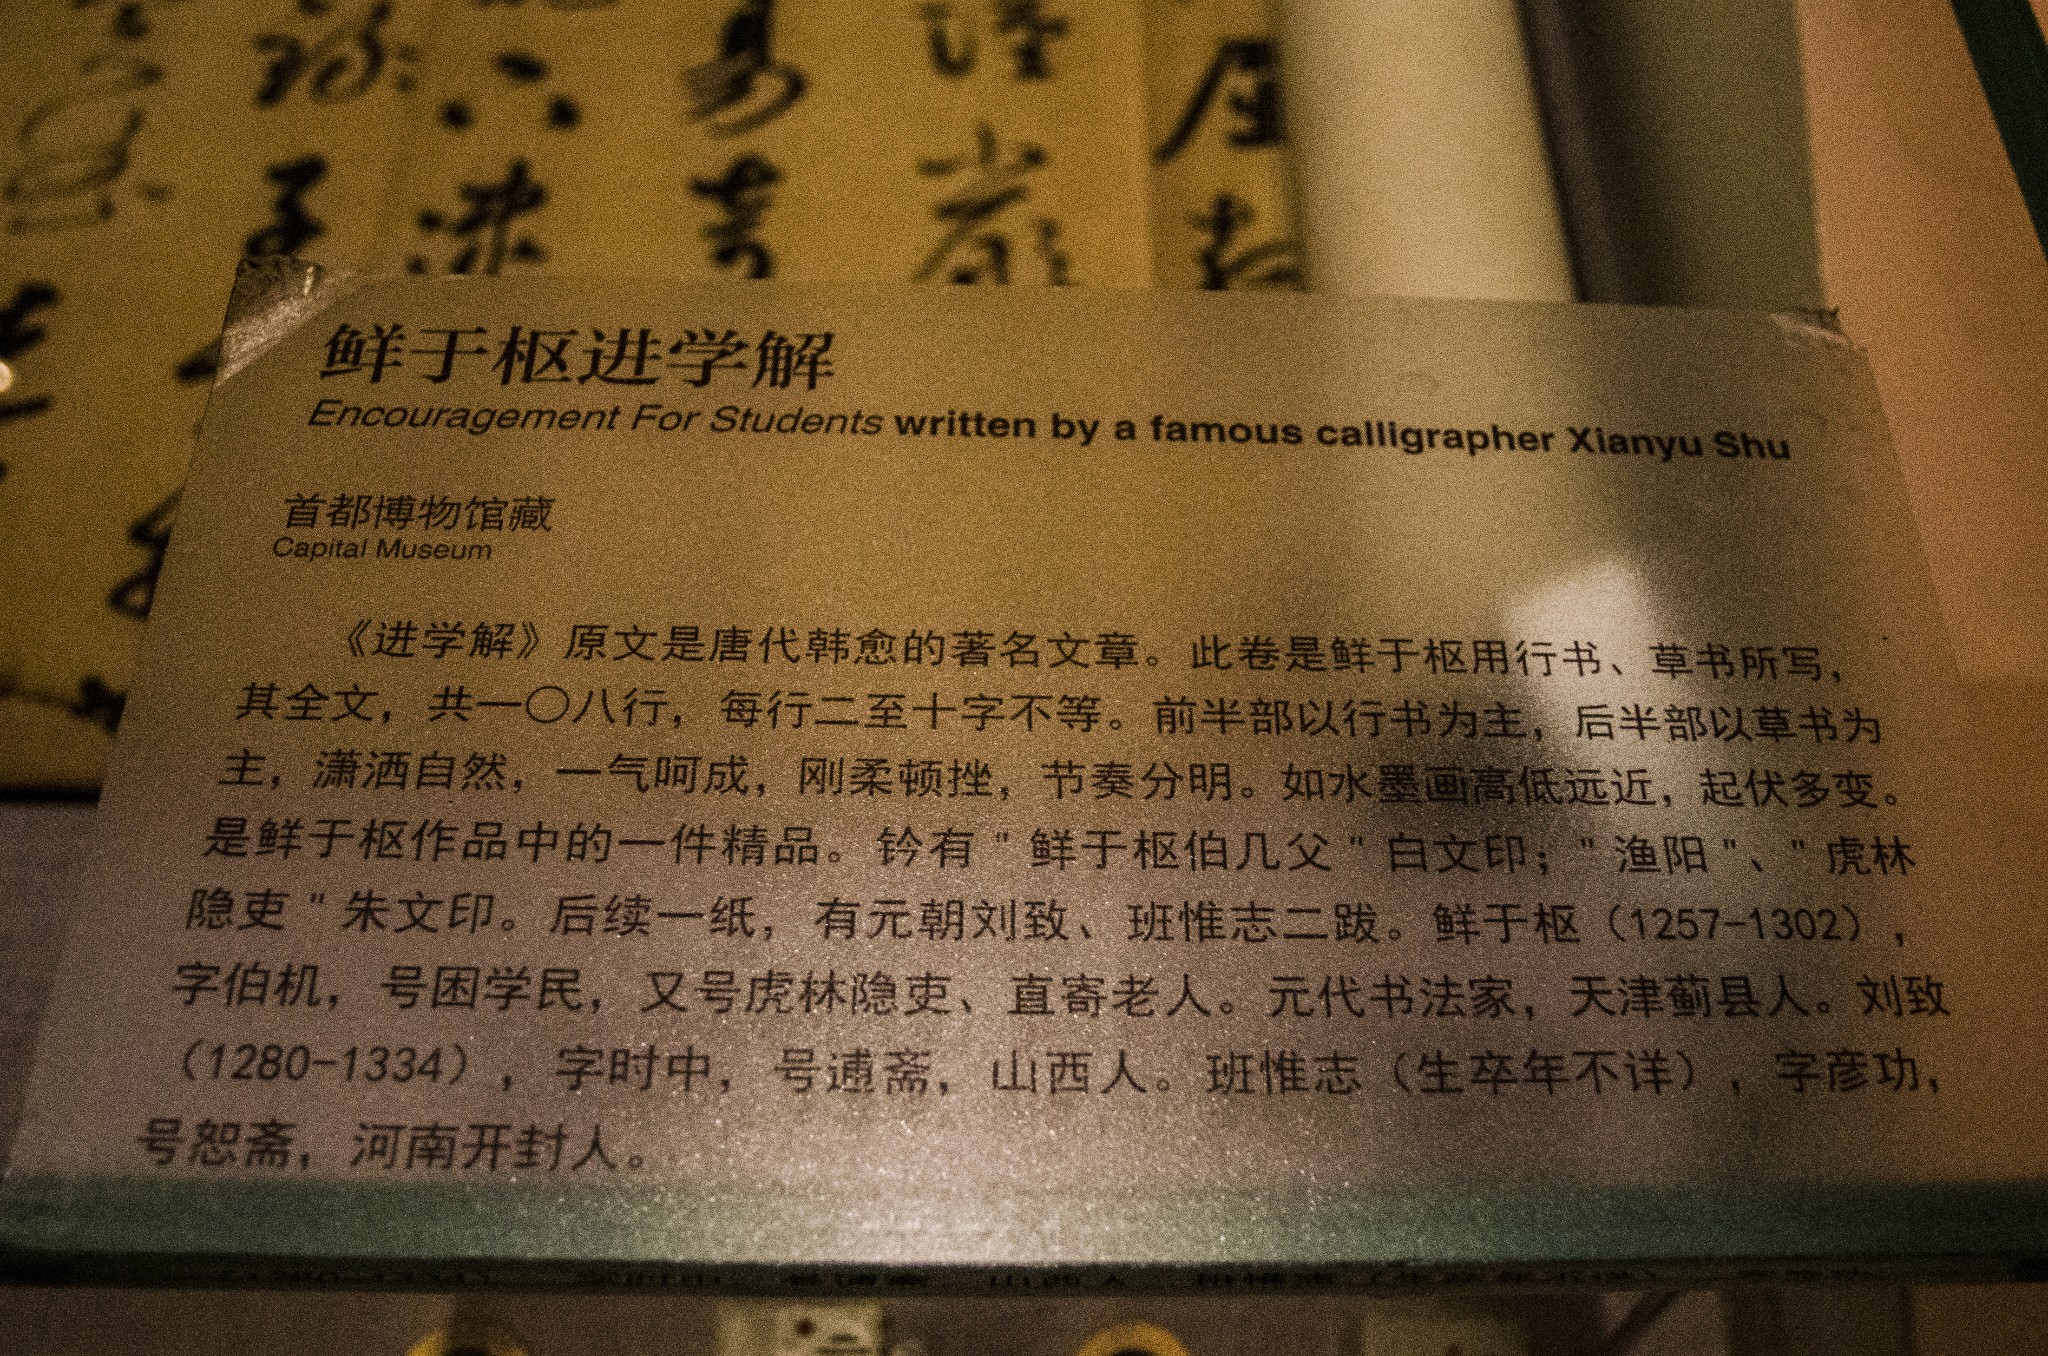 鲜于枢进学解
Encouragement For Students written by a famous calligrapher Xianyu Shu
首都博物馆藏
Capital Museum
《进学解》原文是唐代韩愈的著名文章。此卷是鲜于枢用行书、草书所写，
其全文，共一〇八行，每行二至十字不等。前半部以行书为主，后半部以草书为
主，潇洒自然，一气呵成，刚柔顿挫，节奏分明。如水墨画高低远近，起伏多变。
是鲜于枢作品中的一件精品。钤有"鲜于枢伯几父"白文印；"渔阳"、"虎林
隐吏"朱文印。后续一纸，有元朝刘致、班惟志二跋。鲜于枢（1257-1302），
字伯机，号困学民，又号虎林隐吏、直寄老人。元代书法家，天津蓟县人。刘致
（1280-1334），字时中，号逋斋，山西人。班惟志（生卒年不详），字彦功，
号恕斋，河南开封人。